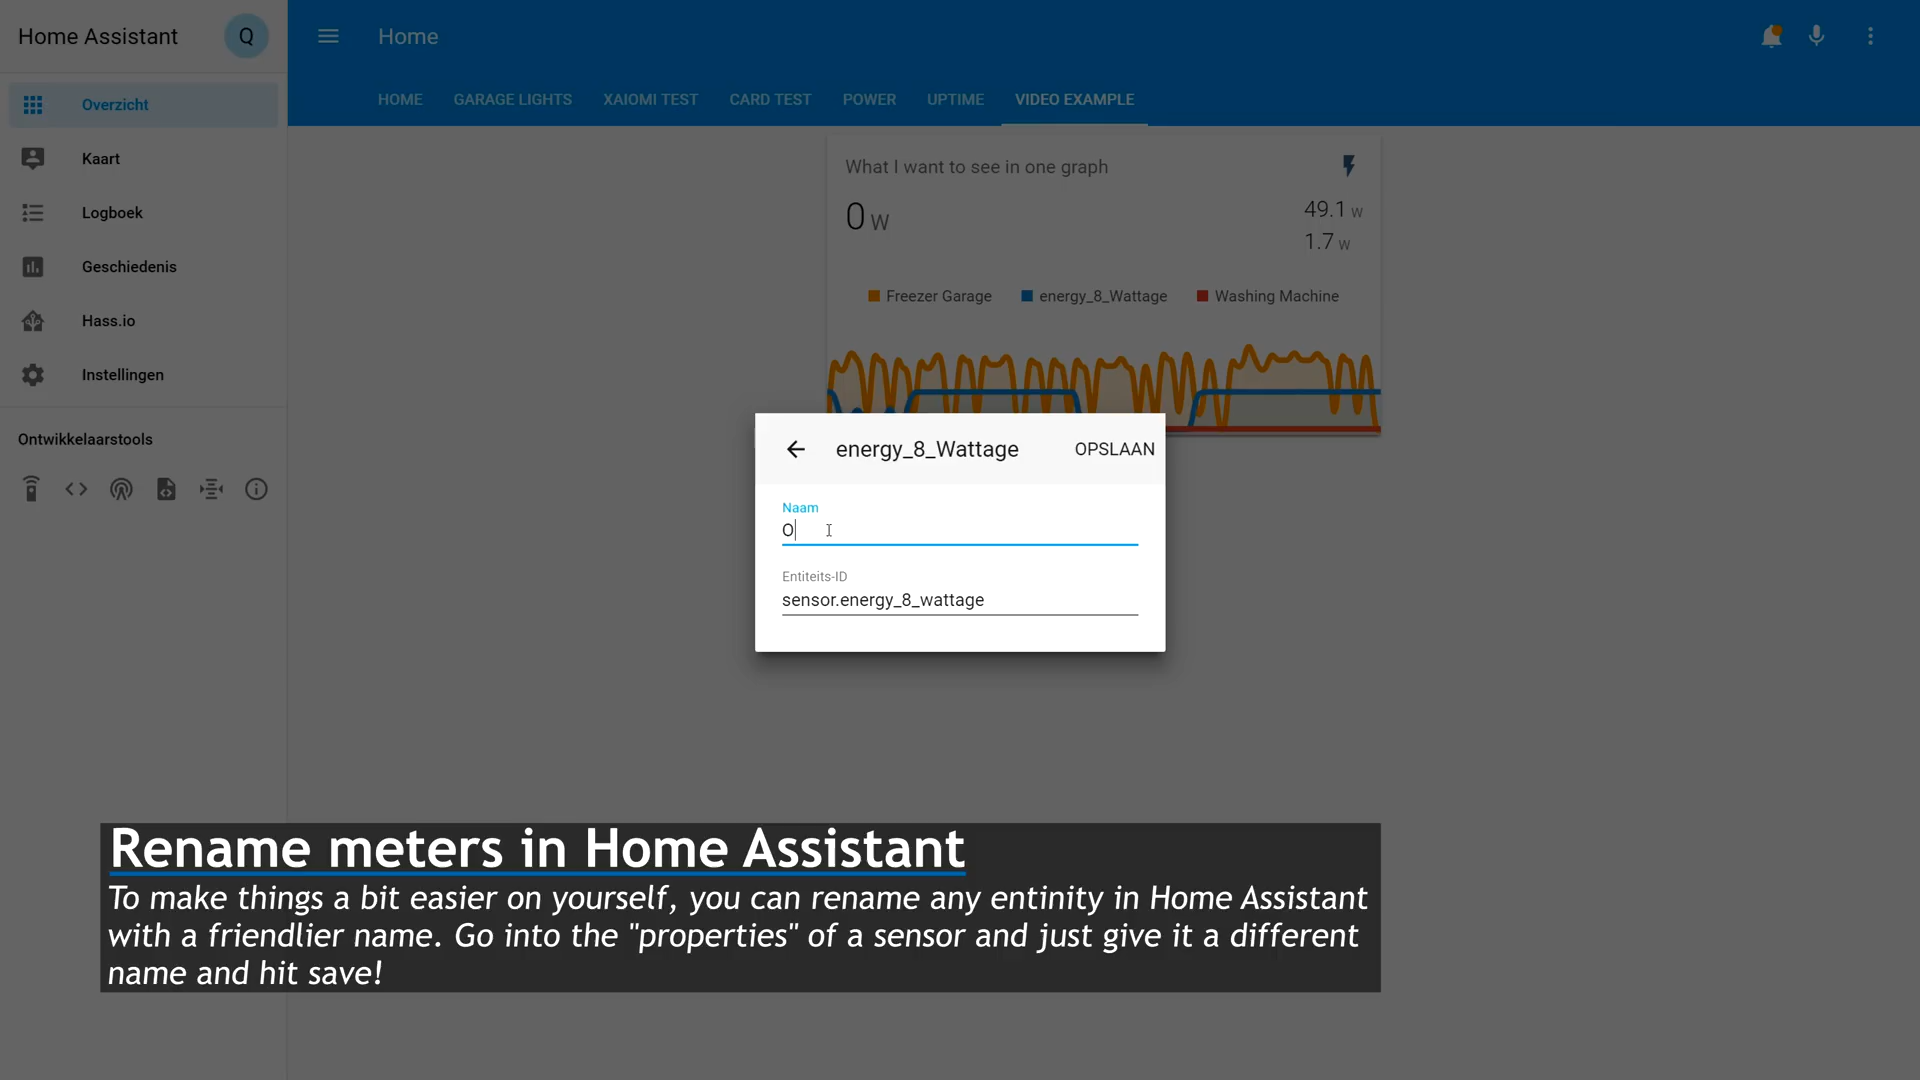 Home Assistant
Q
Home
HOME
GARAGE LIGHTS
XAIOMI TEST
CARD TEST
POWER
UPTIME
VIDEO EXAMPLE
Overzicht
Kaart
Logboek
Geschiedenis
Hass.io
Instellingen
Ontwikkelaarstools
What I want to see in one graph
0 W
49.1 W
1.7 W
Freezer Garage
energy_8_Wattage
Washing Machine
energy_8_Wattage
OPSLAAN
Naam
O
Entiteits-ID
sensor.energy_8_wattage
Rename meters in Home Assistant
To make things a bit easier on yourself, you can rename any entinity in Home Assistant
with a friendlier name. Go into the "properties" of a sensor and just give it a different
name and hit save!